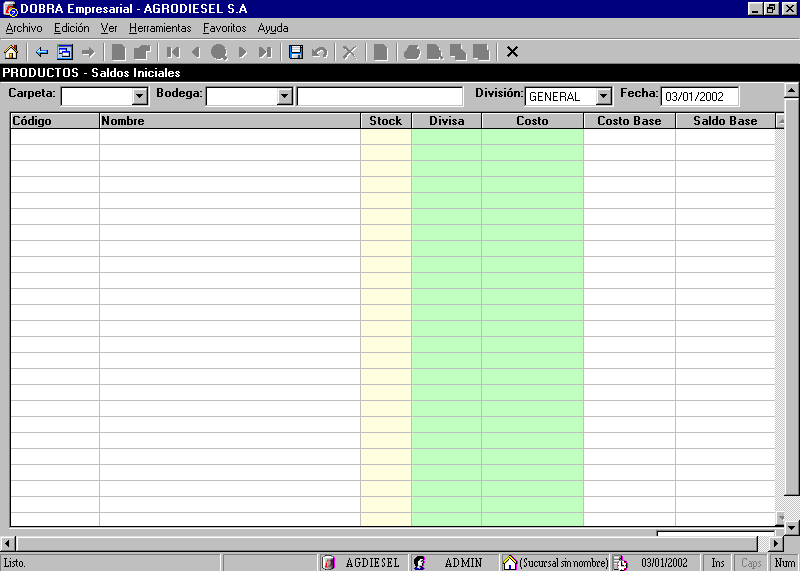 DOBRA Empresarial - AGRODIESEL S.A
Archivo Edición Ver Herramientas Favoritos Ayuda
PRODUCTOS - Saldos Iniciales
Carpeta: Bodega: División: GENERAL Fecha: 03/01/2002
Código Nombre Stock Divisa Costo Costo Base Saldo Base
Listo. AGDIESEL ADMIN (Sucursal sin nombre) 03/01/2002 Ins Caps Num